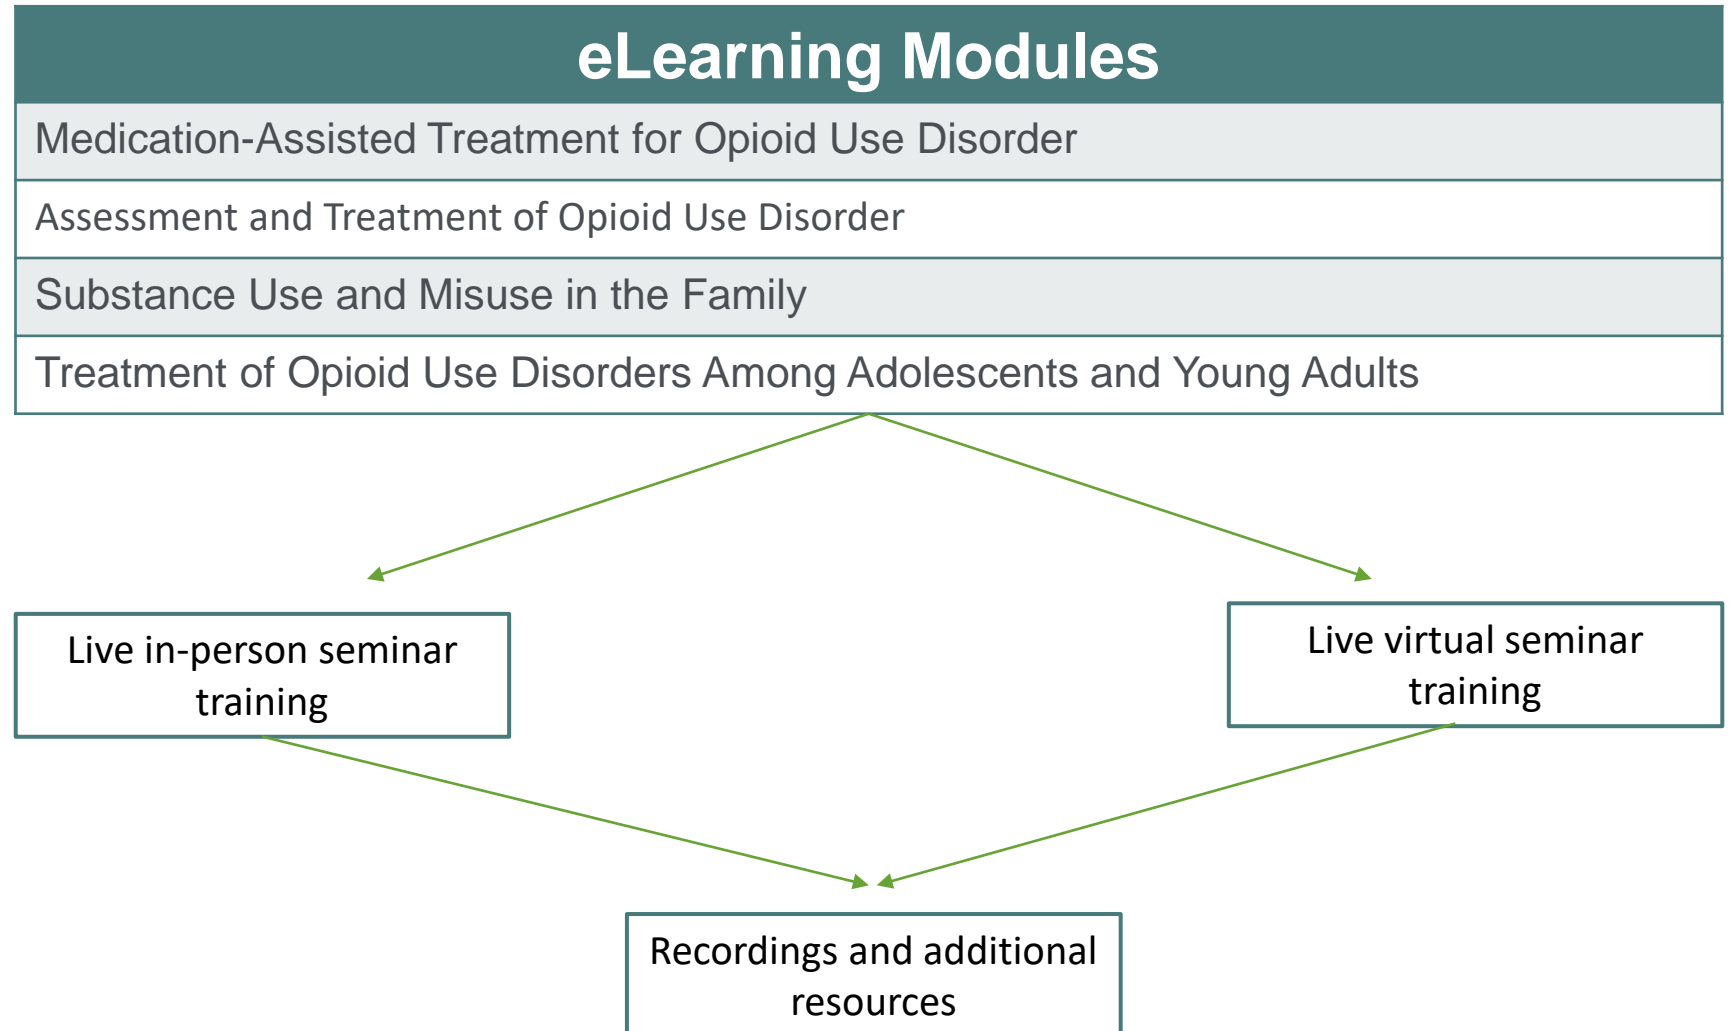 eLearning Modules
Medication-Assisted Treatment for Opioid Use Disorder
Assessment and Treatment of Opioid Use Disorder
Substance Use and Misuse in the Family
Treatment of Opioid Use Disorders Among Adolescents and Young Adults
Live in-person seminar
training
Live virtual seminar
training
Recordings and additional
resources